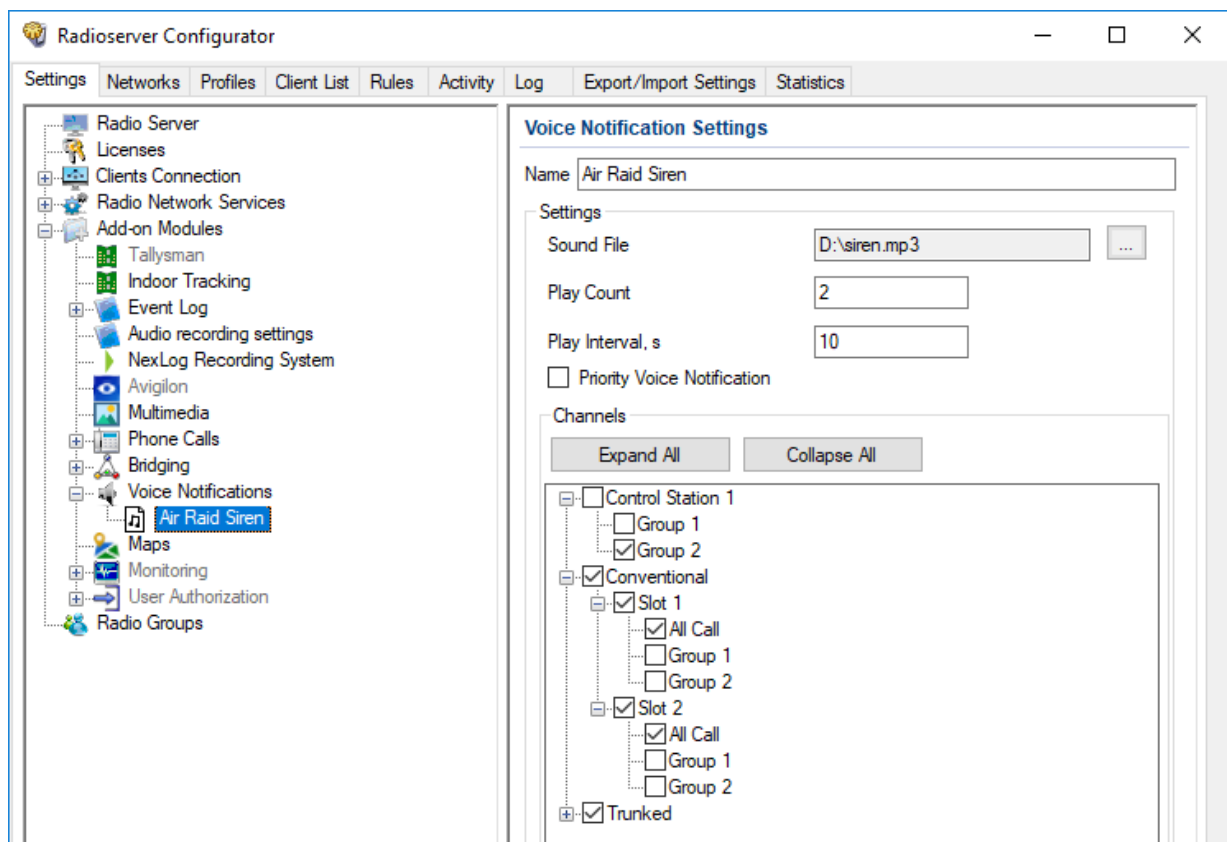 Radioserver Configurator
Settings Networks Profiles Client List Rules Activity Log Export/Import Settings Statistics
Radio Server
Licenses
Clients Connection
Radio Network Services
Add-on Modules
Tallysman
Indoor Tracking
Event Log
Audio recording settings
NexLog Recording System
Avigilon
Multimedia
Phone Calls
Bridging
Voice Notifications
Air Raid Siren
Maps
Monitoring
User Authorization
Radio Groups
Voice Notification Settings
Name Air Raid Siren
Settings
Sound File D:\siren.mp3 ...
Play Count 2
Play Interval, s 10
Priority Voice Notification
Channels
Expand All Collapse All
Control Station 1
Group 1
Group 2
Conventional
Slot 1
All Call
Group 1
Group 2
Slot 2
All Call
Group 1
Group 2
Trunked